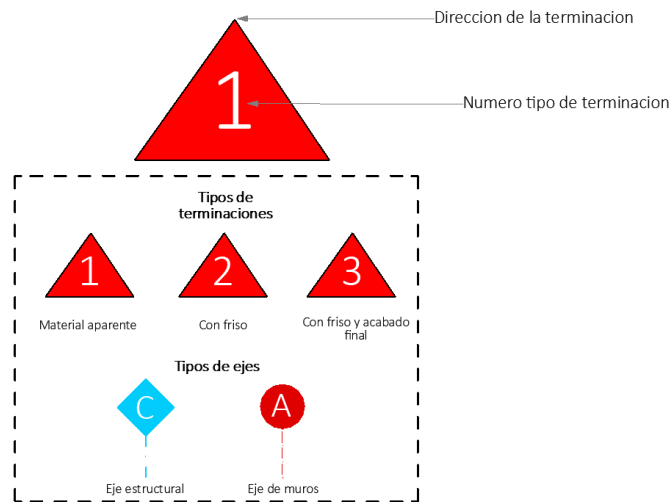 Direccion de la terminacion
1
Numero tipo de terminacion
Tipos de
terminaciones
1
2
3
Material aparente
Con friso
Con friso y acabado
final
Tipos de ejes
C
A
Eje estructural
Eje de muros